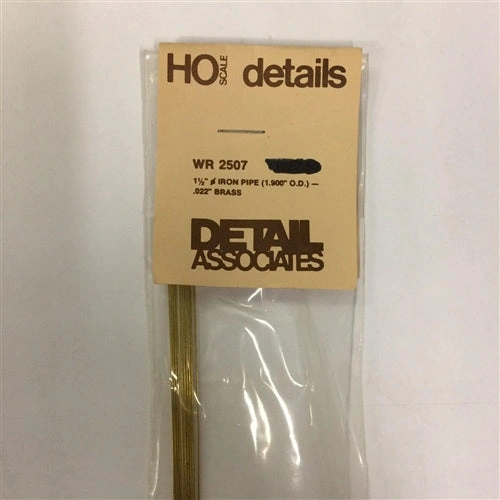 HO SCALE details
WR 2507
1½" ⌀ IRON PIPE (1.900" O.D.) —
.022" BRASS
DETAIL
ASSOCIATES